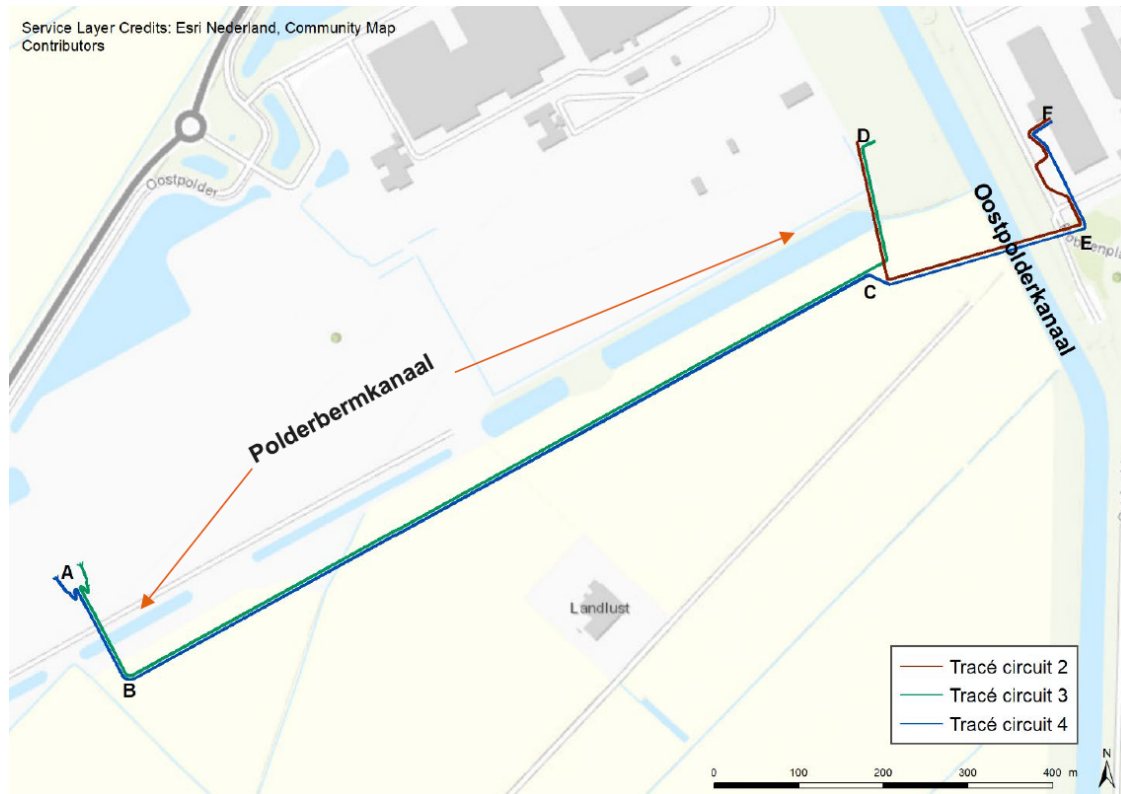 Service Layer Credits: Esri Nederland, Community Map
Contributors
Oostpolder
D
F
Oostpolderkanaal
E
C
Polderbermkanaal
A
B
Landlust
Tracé circuit 2
Tracé circuit 3
Tracé circuit 4
N
0 100 200 300 400 m